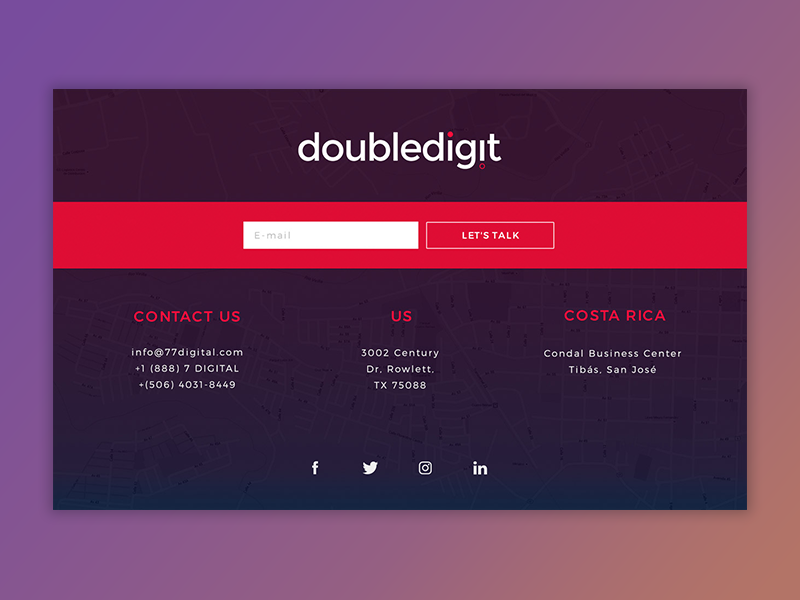 doubledigit
E-mail
LET'S TALK
CONTACT US
info@77digital.com
+1 (888) 7 DIGITAL
+(506) 4031-8449
US
3002 Century
Dr, Rowlett,
TX 75088
COSTA RICA
Condal Business Center
Tibás, San José
f
in